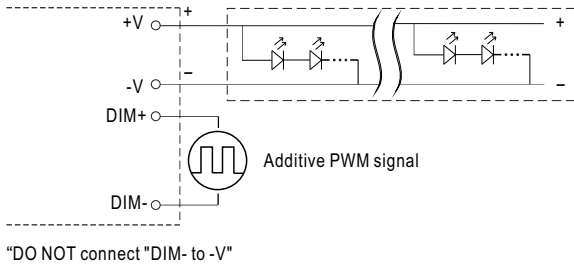 +V
+
+
-V
−
−
DIM+
Additive PWM signal
DIM-
“DO NOT connect "DIM- to -V"